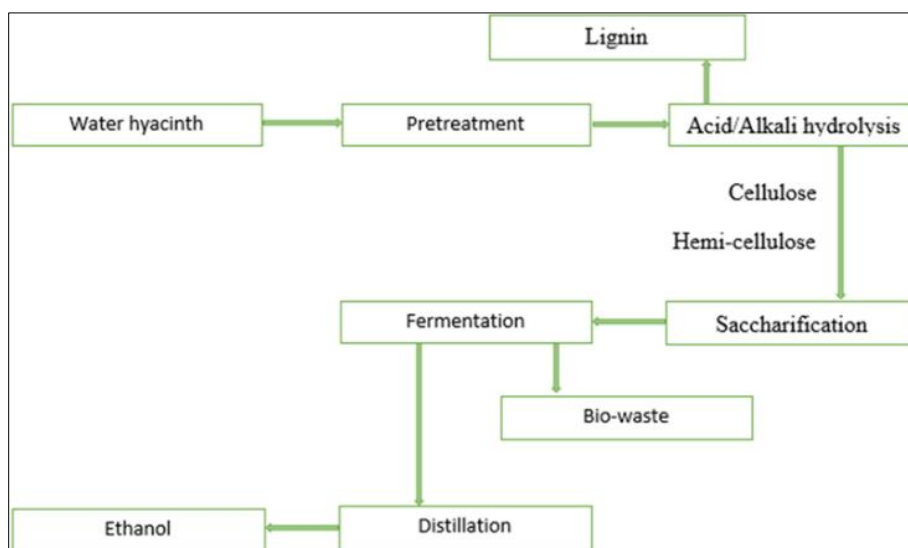 Lignin
Water hyacinth
Pretreatment
Acid/Alkali hydrolysis
Cellulose
Hemi-cellulose
Fermentation
Saccharification
Bio-waste
Ethanol
Distillation